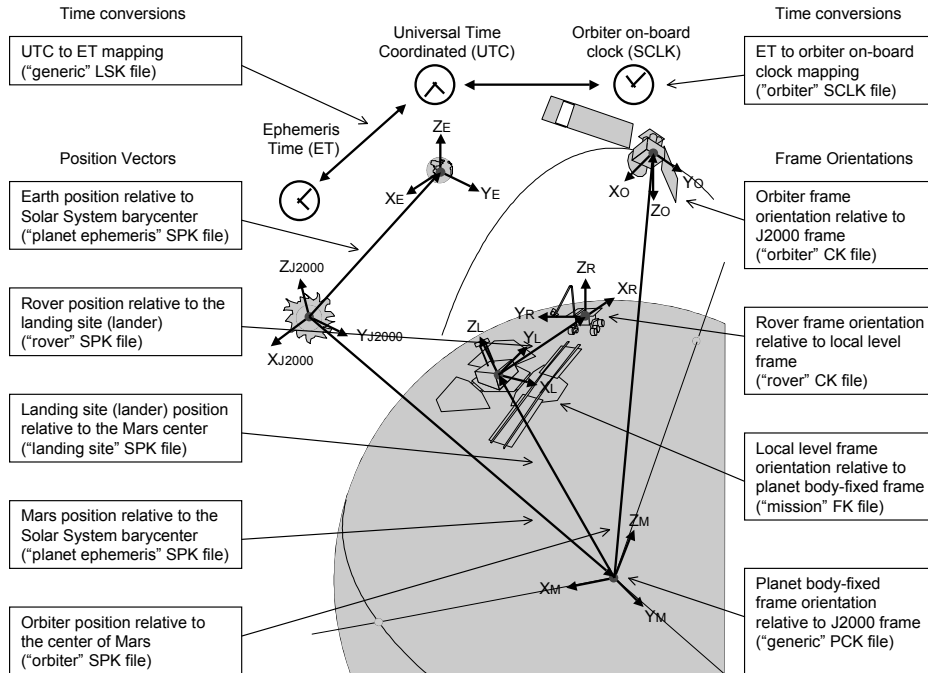 Time conversions
UTC to ET mapping
(“generic” LSK file)
Universal Time
Coordinated (UTC)
Orbiter on-board
clock (SCLK)
Time conversions
ET to orbiter on-board
clock mapping
("orbiter" SCLK file)
Ephemeris
Time (ET)
Position Vectors
Earth position relative to
Solar System barycenter
(“planet ephemeris” SPK file)
Rover position relative to the
landing site (lander)
(“rover” SPK file)
Landing site (lander) position
relative to the Mars center
(“landing site” SPK file)
Mars position relative to the
Solar System barycenter
(“planet ephemeris” SPK file)
Orbiter position relative to
the center of Mars
(“orbiter” SPK file)
ZE
XE
YE
ZJ2000
XJ2000
YJ2000
XO
YO
ZO
ZR
XR
YR
ZL
YL
XL
ZM
XM
YM
Frame Orientations
Orbiter frame
orientation relative to
J2000 frame
(“orbiter” CK file)
Rover frame orientation
relative to local level
frame
(“rover” CK file)
Local level frame
orientation relative to
planet body-fixed frame
(“mission” FK file)
Planet body-fixed
frame orientation
relative to J2000 frame
(“generic” PCK file)